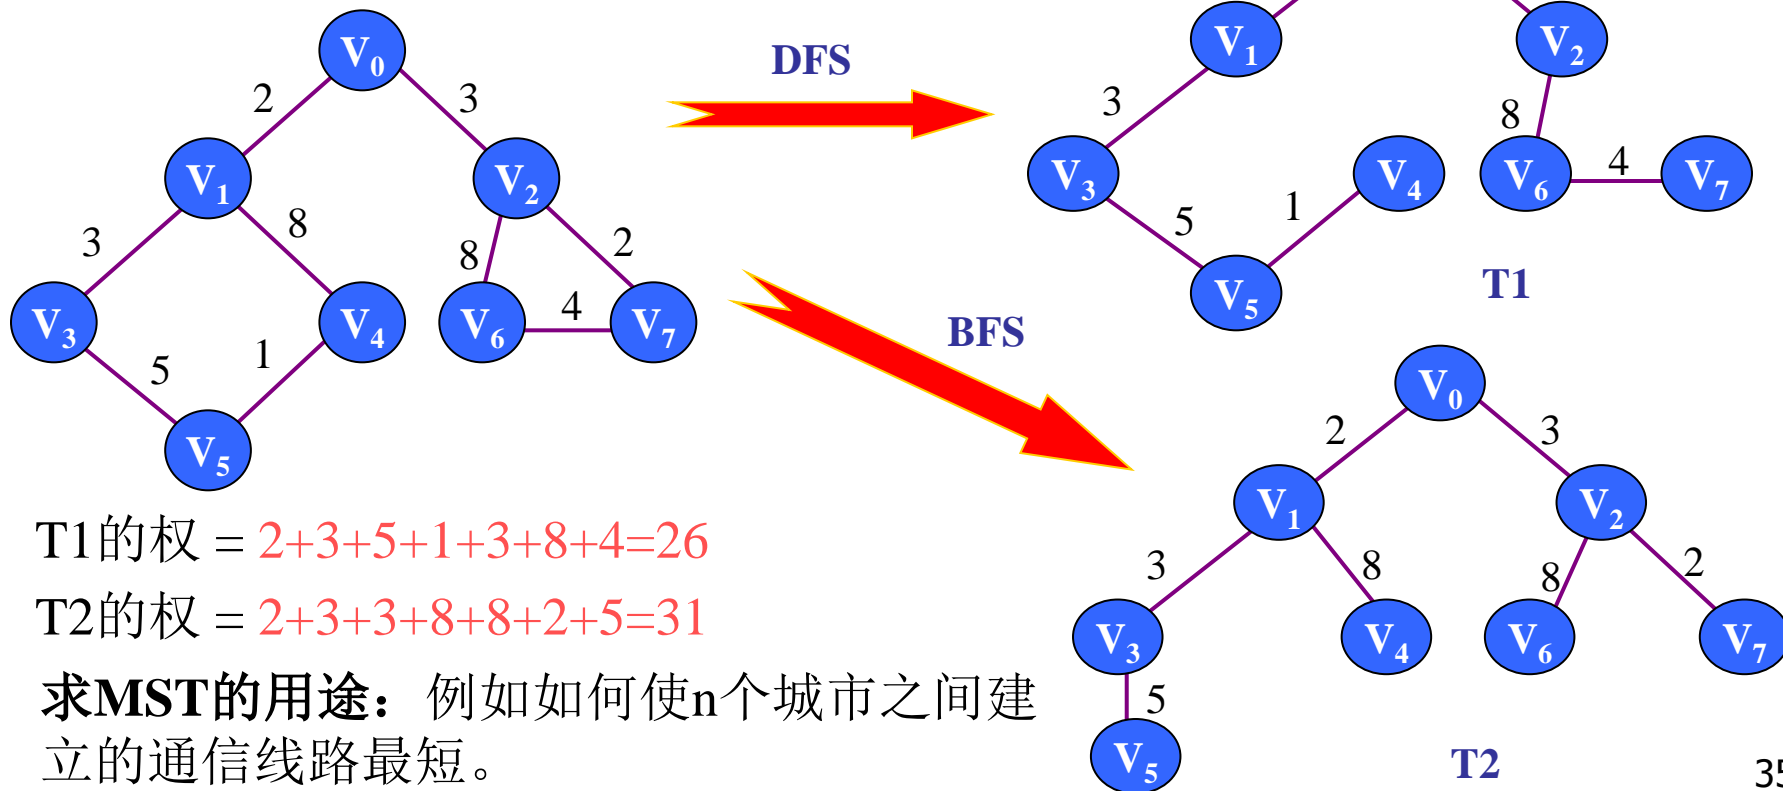 V0
2
3
DFS
V1
V2
3
8
V1
V2
V3
V4
V6
4
V7
3
8
8
2
5
1
V3
V4
V6
4
V7
V5
T1
5
1
BFS
V0
V5
2
3
V1
V2
T1的权 = 2+3+5+1+3+8+4=26
3
8
8
2
T2的权 = 2+3+3+8+8+2+5=31
V3
V4
V6
V7
求MST的用途：例如如何使n个城市之间建
立的通信线路最短。
5
V5
T2
35